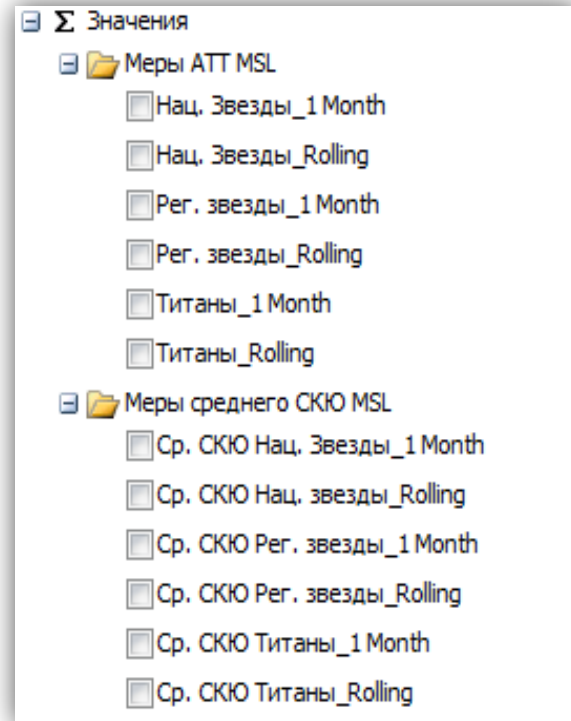 Σ Значения
Меры АТТ MSL
Нац. Звезды_1 Month
Нац. Звезды_Rolling
Рег. звезды_1 Month
Рег. звезды_Rolling
Титаны_1 Month
Титаны_Rolling
Меры среднего СКЮ MSL
Ср. СКЮ Нац. Звезды_1 Month
Ср. СКЮ Нац. звезды_Rolling
Ср. СКЮ Рег. звезды_1 Month
Ср. СКЮ Рег. звезды_Rolling
Ср. СКЮ Титаны_1 Month
Ср. СКЮ Титаны_Rolling